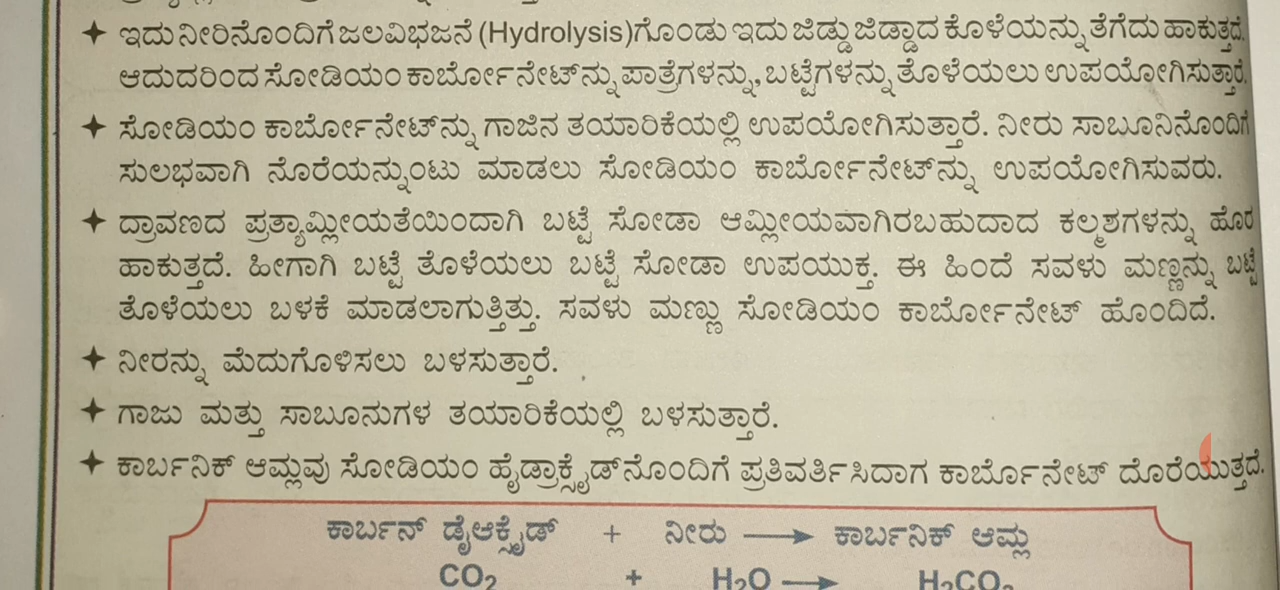 ✦ ಇದು ನೀರಿನೊಂದಿಗೆ ಜಲವಿಭಜನೆ (Hydrolysis)ಗೊಂಡು ಇದು ಜಿಡ್ಡು ಜಿಡ್ಡಾದ ಕೊಳೆಯನ್ನು ತೆಗೆದು ಹಾಕುತ್ತದೆ.
ಆದುದರಿಂದ ಸೋಡಿಯಂ ಕಾರ್ಬೋನೇಟ್‌ನ್ನು ಪಾತ್ರೆಗಳನ್ನು, ಬಟ್ಟೆಗಳನ್ನು ತೊಳೆಯಲು ಉಪಯೋಗಿಸುತ್ತಾರೆ.
✦ ಸೋಡಿಯಂ ಕಾರ್ಬೋನೇಟ್‌ನ್ನು ಗಾಜಿನ ತಯಾರಿಕೆಯಲ್ಲಿ ಉಪಯೋಗಿಸುತ್ತಾರೆ. ನೀರು ಸಾಬೂನಿನೊಂದಿಗೆ
ಸುಲಭವಾಗಿ ನೊರೆಯನ್ನುಂಟು ಮಾಡಲು ಸೋಡಿಯಂ ಕಾರ್ಬೋನೇಟ್‌ನ್ನು ಉಪಯೋಗಿಸುವರು.
✦ ದ್ರಾವಣದ ಪ್ರತ್ಯಾಮ್ಲೀಯತೆಯಿಂದಾಗಿ ಬಟ್ಟೆ ಸೋಡಾ ಆಮ್ಲೀಯವಾಗಿರಬಹುದಾದ ಕಲ್ಮಶಗಳನ್ನು ಹೊರ
ಹಾಕುತ್ತದೆ. ಹೀಗಾಗಿ ಬಟ್ಟೆ ತೊಳೆಯಲು ಬಟ್ಟೆ ಸೋಡಾ ಉಪಯುಕ್ತ. ಈ ಹಿಂದೆ ಸವಳು ಮಣ್ಣನ್ನು ಬಟ್ಟೆ
ತೊಳೆಯಲು ಬಳಕೆ ಮಾಡಲಾಗುತ್ತಿತ್ತು. ಸವಳು ಮಣ್ಣು ಸೋಡಿಯಂ ಕಾರ್ಬೋನೇಟ್ ಹೊಂದಿದೆ.
✦ ನೀರನ್ನು ಮೆದುಗೊಳಿಸಲು ಬಳಸುತ್ತಾರೆ.
✦ ಗಾಜು ಮತ್ತು ಸಾಬೂನುಗಳ ತಯಾರಿಕೆಯಲ್ಲಿ ಬಳಸುತ್ತಾರೆ.
✦ ಕಾರ್ಬನಿಕ್ ಆಮ್ಲವು ಸೋಡಿಯಂ ಹೈಡ್ರಾಕ್ಸೈಡ್‌ನೊಂದಿಗೆ ಪ್ರತಿವರ್ತಿಸಿದಾಗ ಕಾರ್ಬೊನೇಟ್ ದೊರೆಯುತ್ತದೆ.
ಕಾರ್ಬನ್ ಡೈಆಕ್ಸೈಡ್ + ನೀರು ⟶ ಕಾರ್ಬನಿಕ್ ಆಮ್ಲ
CO₂ + H₂O ⟶ H₂CO₃